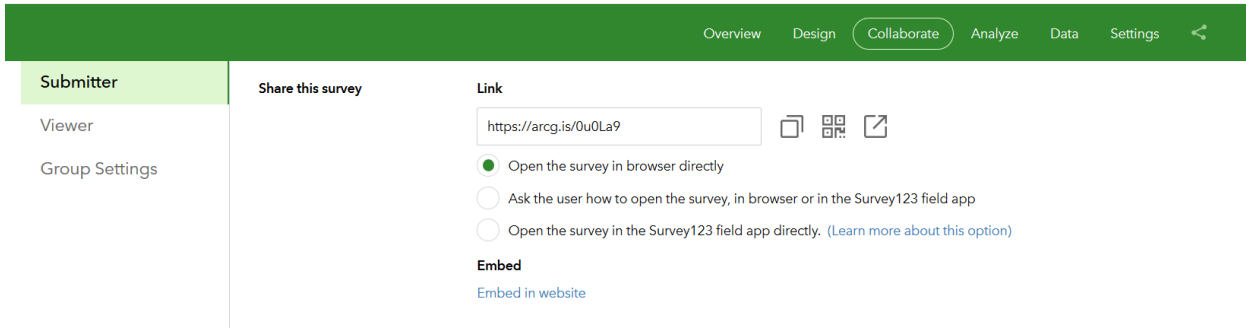 Overview Design Collaborate Analyze Data Settings
Submitter
Viewer
Group Settings
Share this survey
Link
https://arcg.is/0u0La9
Open the survey in browser directly
Ask the user how to open the survey, in browser or in the Survey123 field app
Open the survey in the Survey123 field app directly. (Learn more about this option)
Embed
Embed in website